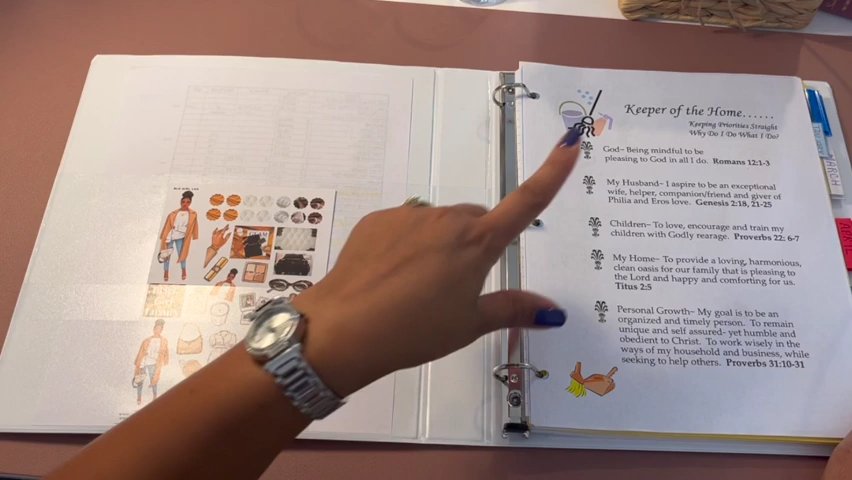 Keeper of the Home......
Keeping Priorities Straight
Why Do I Do What I Do?
God– Being mindful to be
pleasing to God in all I do. Romans 12:1-3
My Husband– I aspire to be an exceptional
wife, helper, companion/friend and giver of
Philia and Eros love. Genesis 2:18, 21-25
Children– To love, encourage and train my
children with Godly rearage. Proverbs 22: 6-7
My Home– To provide a loving, harmonious,
clean oasis for our family that is pleasing to
the Lord and happy and comforting for us.
Titus 2:5
Personal Growth– My goal is to be an
organized and timely person. To remain
unique and self assured- yet humble and
obedient to Christ. To work wisely in the
ways of my household and business, while
seeking to help others. Proverbs 31:10-31
MARCH